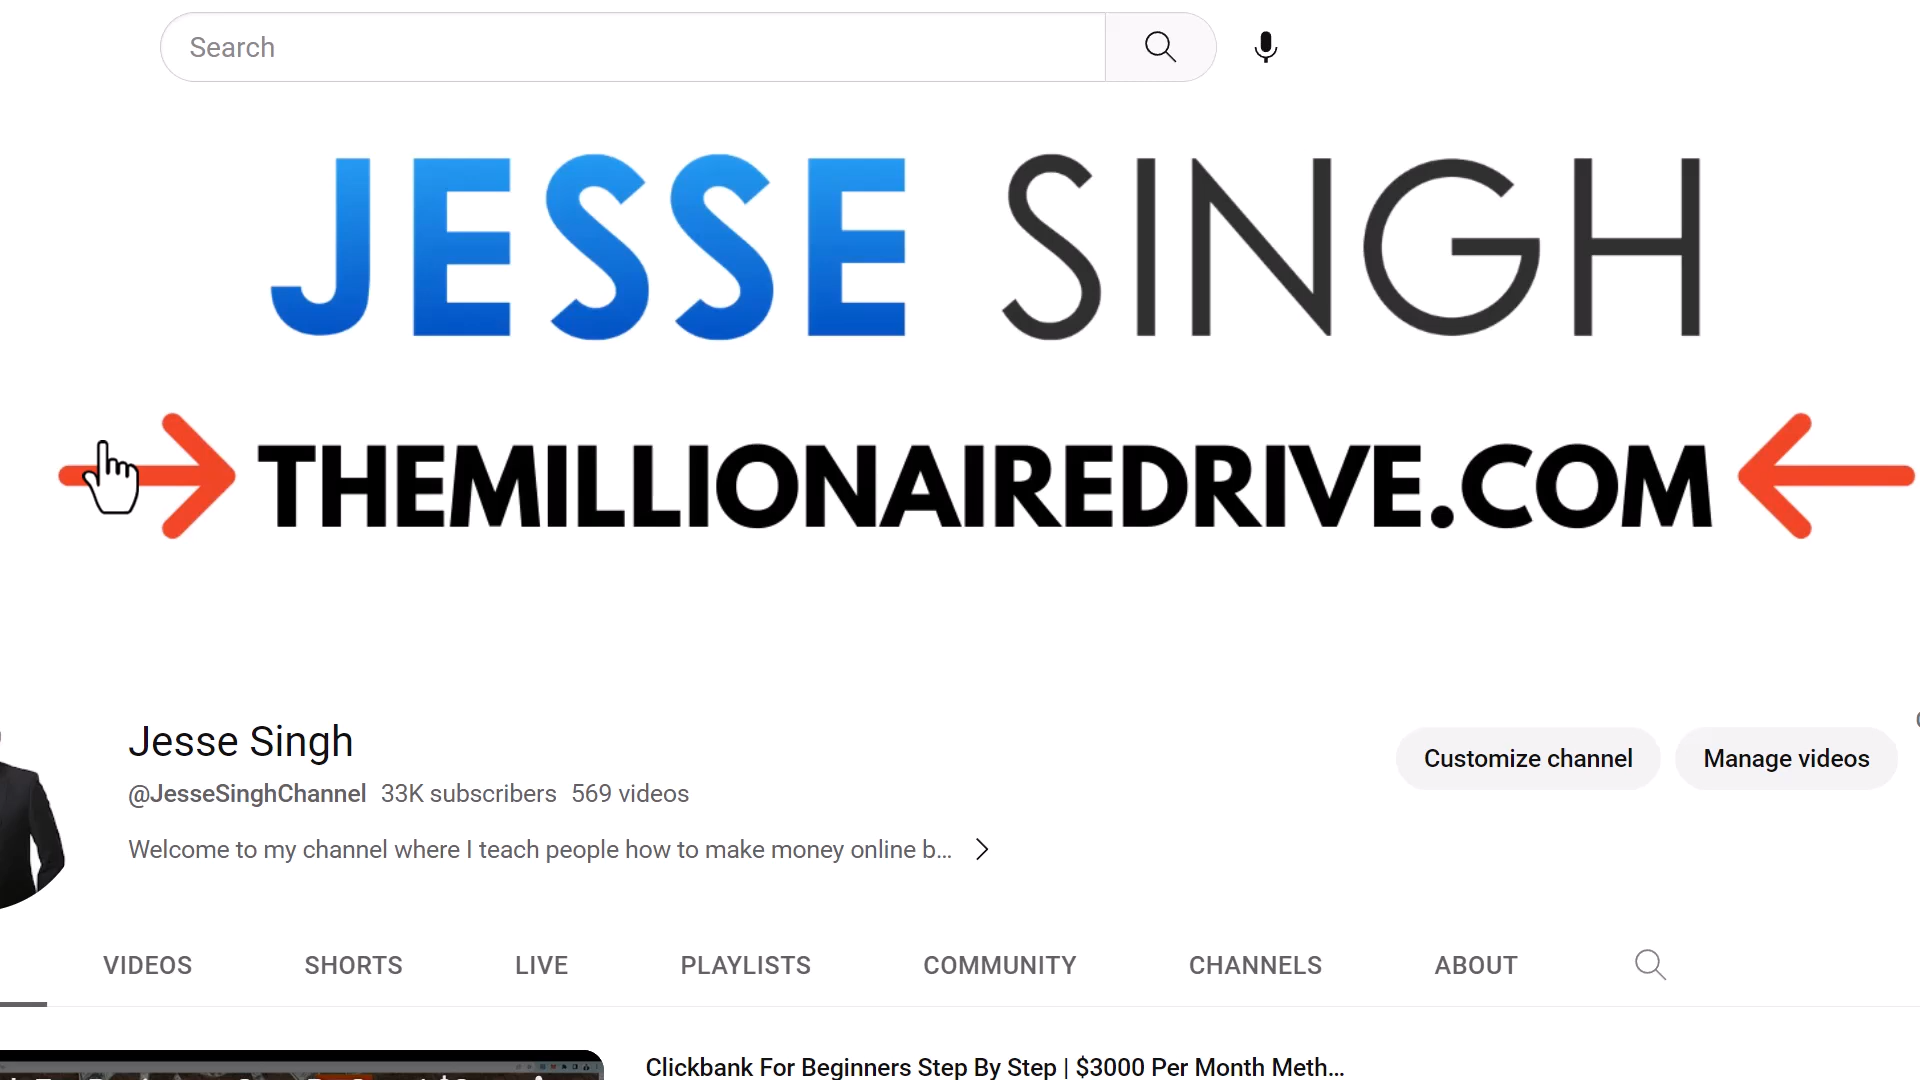 Search
JESSE SINGH
THEMILLIONAIREDRIVE.COM
Jesse Singh
Customize channel Manage videos
@JesseSinghChannel 33K subscribers 569 videos
Welcome to my channel where I teach people how to make money online b...
VIDEOS SHORTS LIVE PLAYLISTS COMMUNITY CHANNELS ABOUT
Clickbank For Beginners Step By Step | $3000 Per Month Meth...